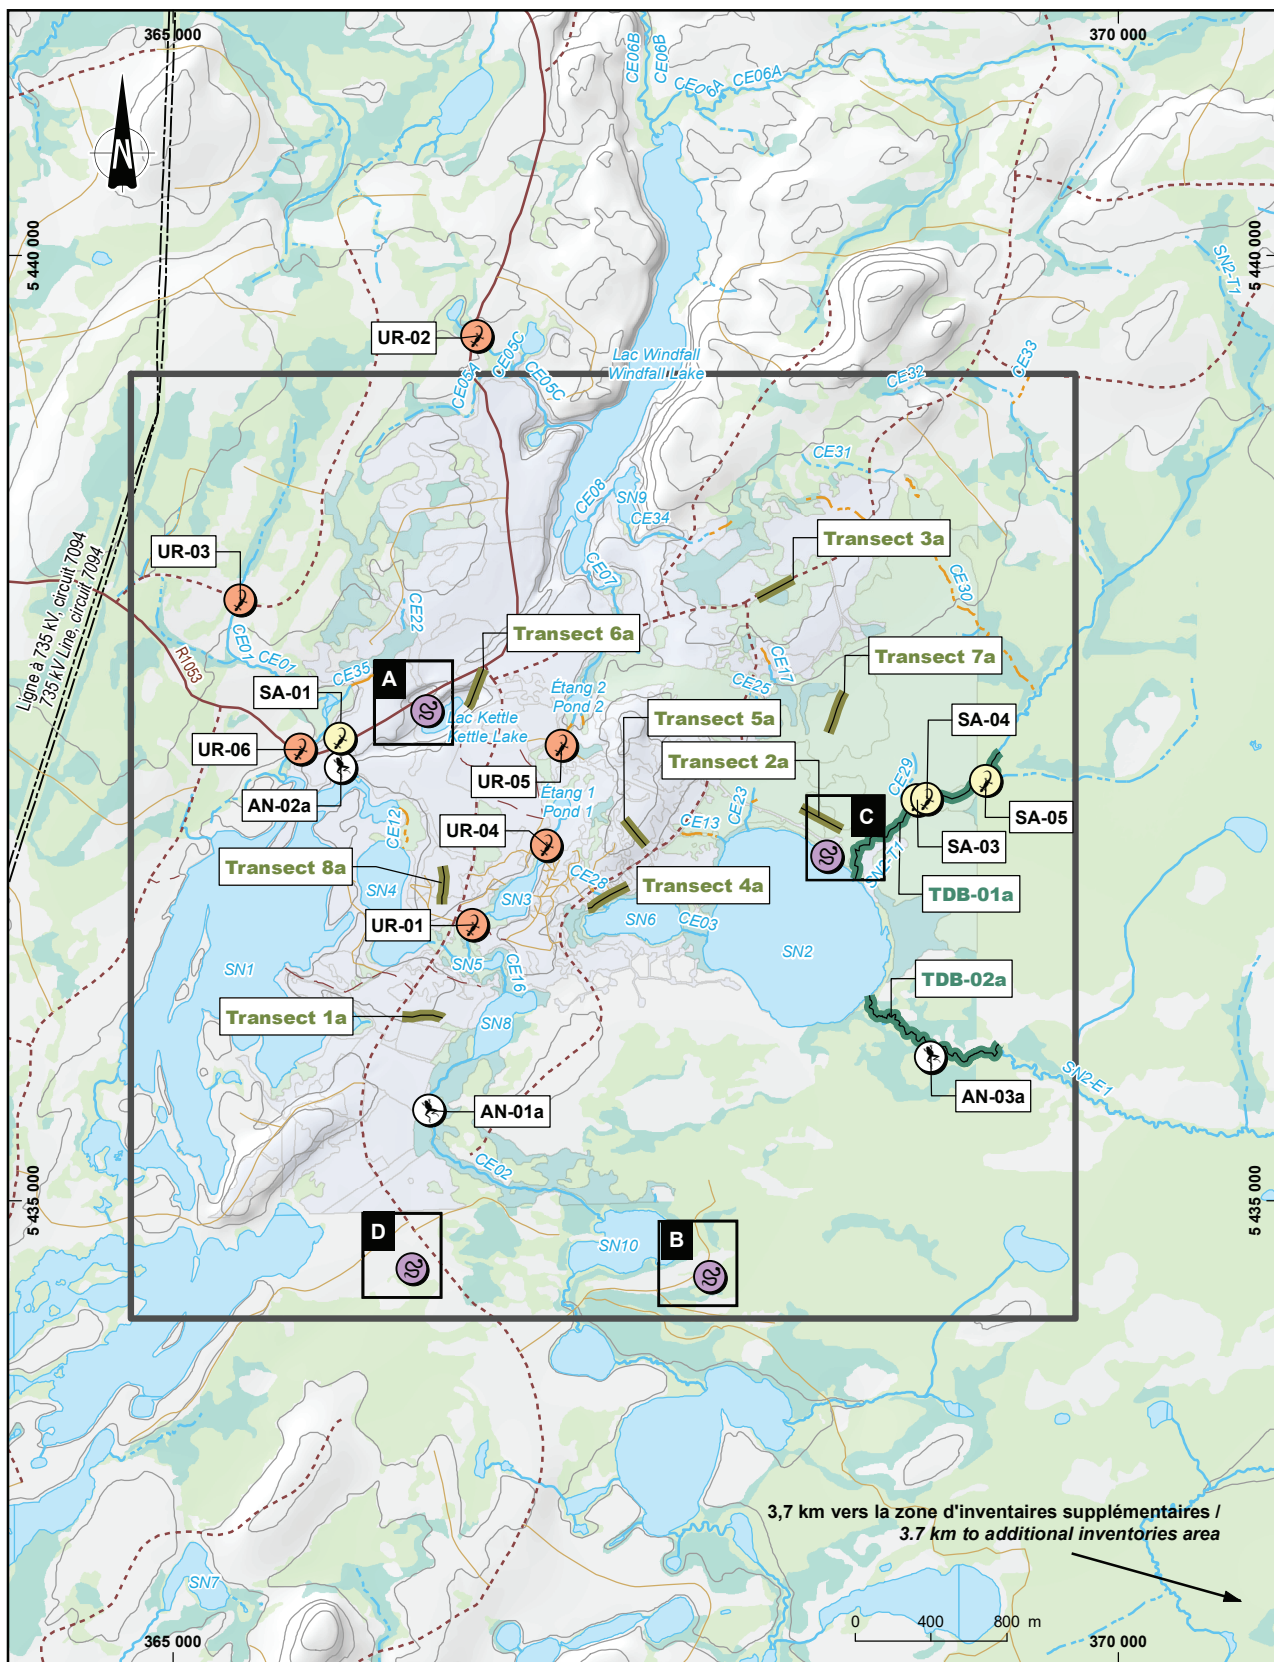 365 000
370 000
CE06B
CE06B
CE06A
CE06A
N
5 440 000
5 440 000
SN2-T1
UR-02
CE05C
CE05A
CE05C
Lac Windfall
Windfall Lake
CE33
CE32
CE31
CE08
SN9
CE34
UR-03
Transect 3a
Ligne à 735 kV, circuit 7094
735 kV Line, circuit 7094
CE07
CE30
CE22
CE01
CE01
Transect 6a
R1053
Transect 7a
CE17
CE35
A
SA-01
Étang 2
Pond 2
CE25
Lac Kettle
Kettle Lake
Transect 5a
SA-04
UR-06
Transect 2a
UR-05
CE29
AN-02a
Étang 1
Pond 1
CE23
C
SA-05
UR-04
CE12
CE13
SA-03
SN2-T1
Transect 8a
CE28
Transect 4a
TDB-01a
SN4
SN3
UR-01
SN6
CE03
SN2
SN5
SN1
CE16
TDB-02a
Transect 1a
SN8
SN2-E1
AN-01a
AN-03a
CE02
5 435 000
5 435 000
D
B
SN10
3,7 km vers la zone d'inventaires supplémentaires /
3.7 km to additional inventories area
SN7
0 400 800 m
365 000
370 000